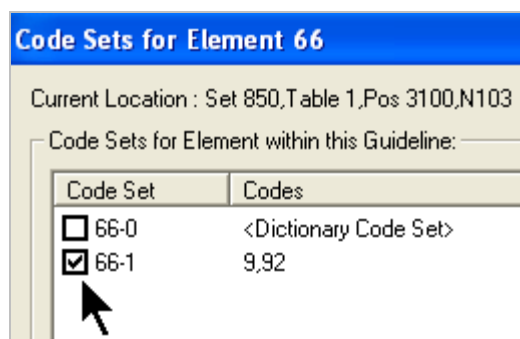 Code Sets for Element 66
Current Location : Set 850,Table 1,Pos 3100,N103
Code Sets for Element within this Guideline:
Code Set Codes
66-0 <Dictionary Code Set>
66-1 9,92